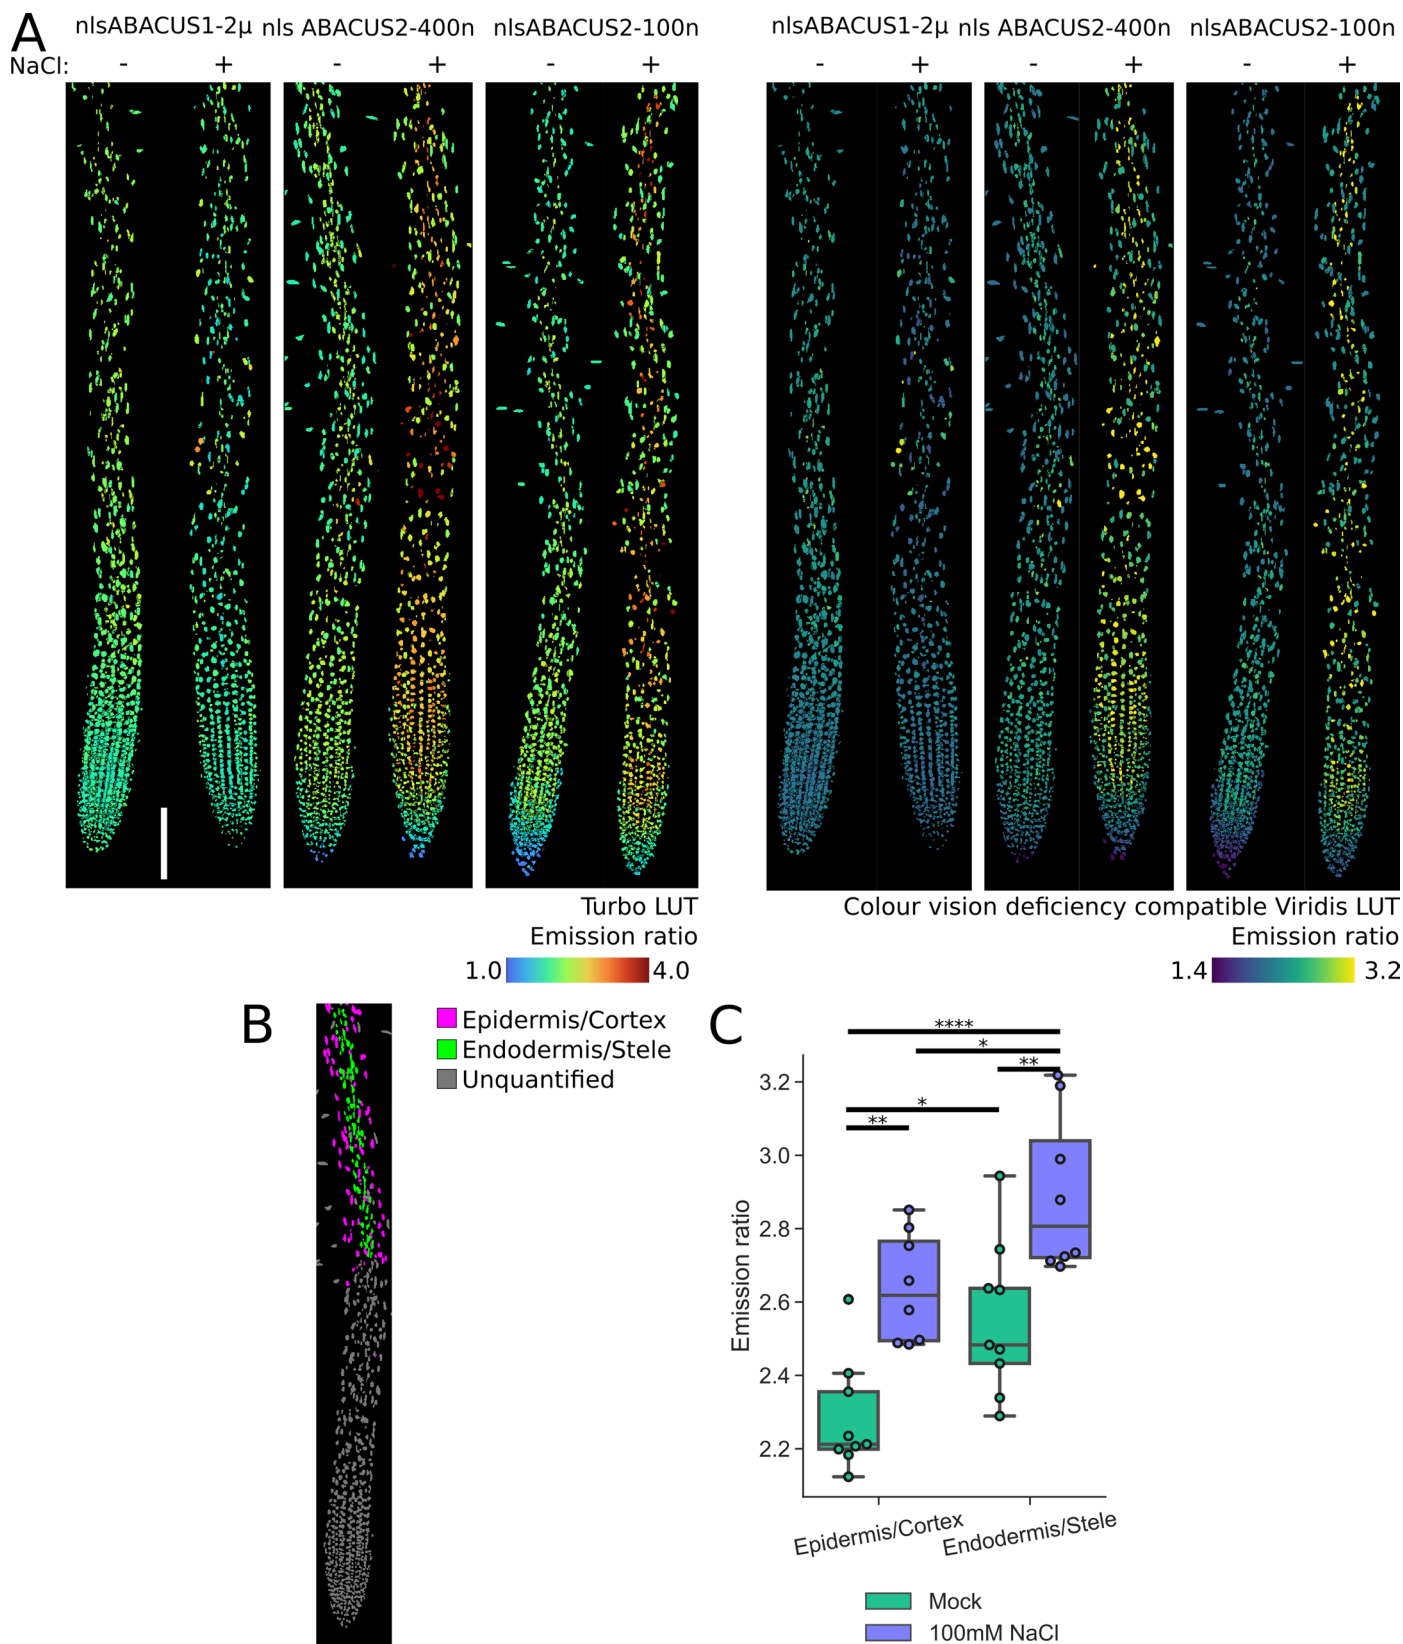 A
nlsABACUS1-2μ nls ABACUS2-400n nlsABACUS2-100n nlsABACUS1-2μ nls ABACUS2-400n nlsABACUS2-100n
NaCl: - + - + - + - + - + - +
Turbo LUT
Emission ratio
1.0 4.0
Colour vision deficiency compatible Viridis LUT
Emission ratio
1.4 3.2
B
Epidermis/Cortex
Endodermis/Stele
Unquantified
C
****
*
**
*
**
3.2
3.0
2.8
2.6
2.4
2.2
Emission ratio
Epidermis/Cortex
Endodermis/Stele
Mock
100mM NaCl